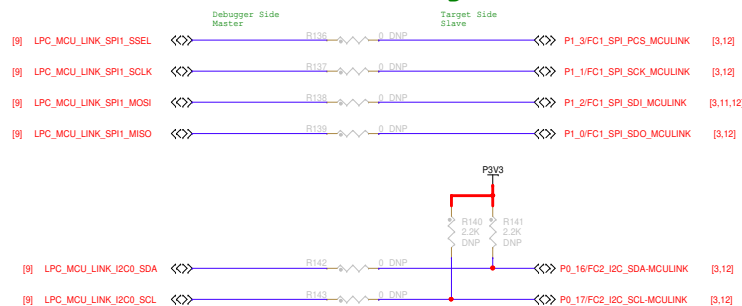 Debugger Side Target Side
Master Slave
[9] LPC_MCU_LINK_SPI1_SSEL R136 0 DNP P1_3/FC1_SPI_PCS_MCULINK [3,12]
[9] LPC_MCU_LINK_SPI1_SCLK R137 0 DNP P1_1/FC1_SPI_SCK_MCULINK [3,12]
[9] LPC_MCU_LINK_SPI1_MOSI R138 0 DNP P1_2/FC1_SPI_SDI_MCULINK [3,11,12]
[9] LPC_MCU_LINK_SPI1_MISO R139 0 DNP P1_0/FC1_SPI_SDO_MCULINK [3,12]
P3V3
R140 R141
2.2K 2.2K
DNP DNP
[9] LPC_MCU_LINK_I2C0_SDA R142 0 DNP P0_16/FC2_I2C_SDA-MCULINK [3,12]
[9] LPC_MCU_LINK_I2C0_SCL R143 0 DNP P0_17/FC2_I2C_SCL-MCULINK [3,12]